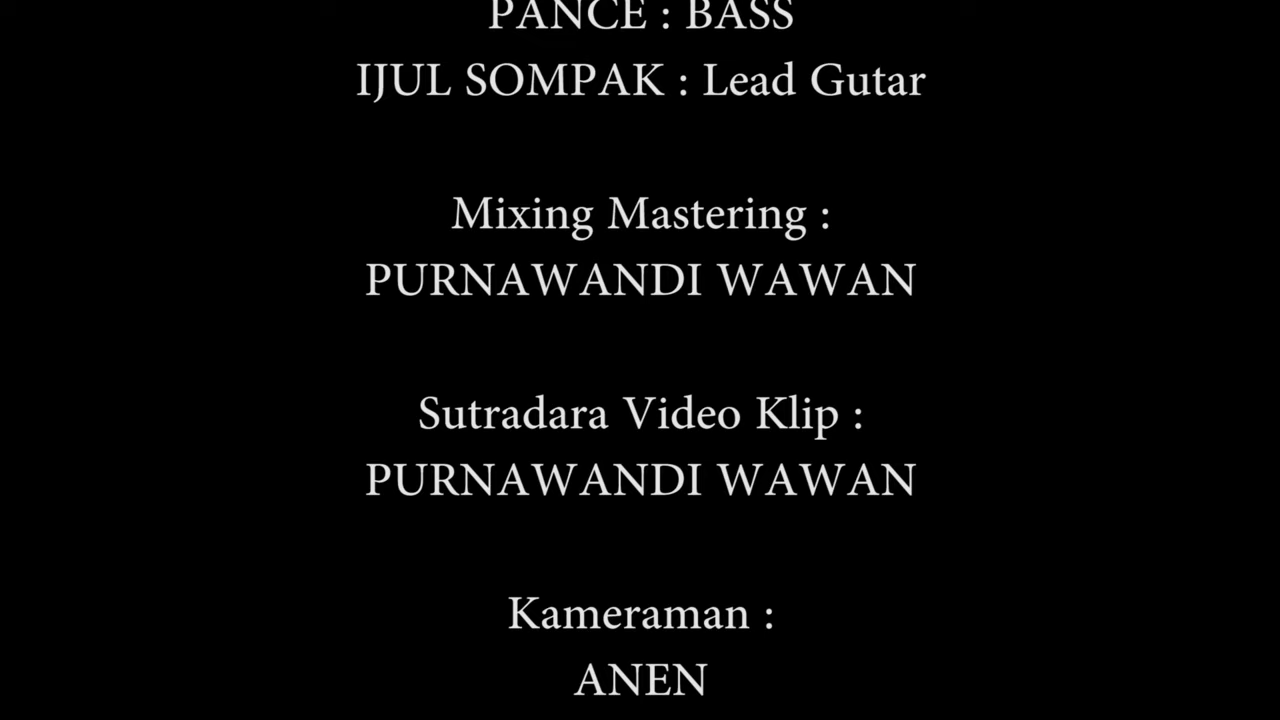 PANCE : BASS
IJUL SOMPAK : Lead Gutar
Mixing Mastering :
PURNAWANDI WAWAN
Sutradara Video Klip :
PURNAWANDI WAWAN
Kameraman :
ANEN